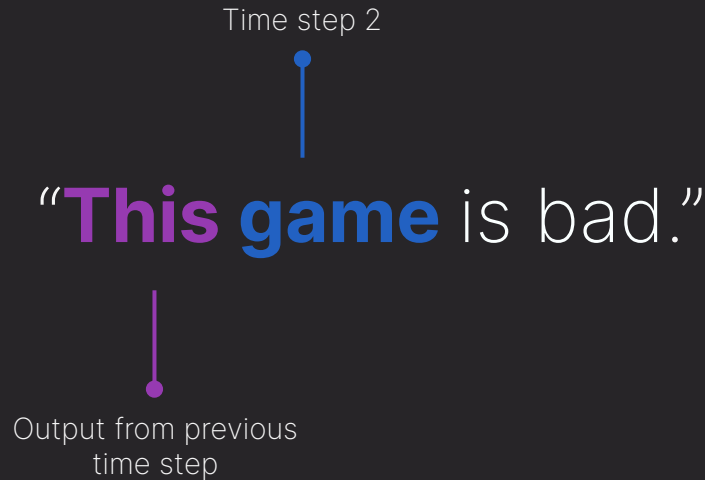 Time step 2
“This game is bad.”
Output from previous
time step